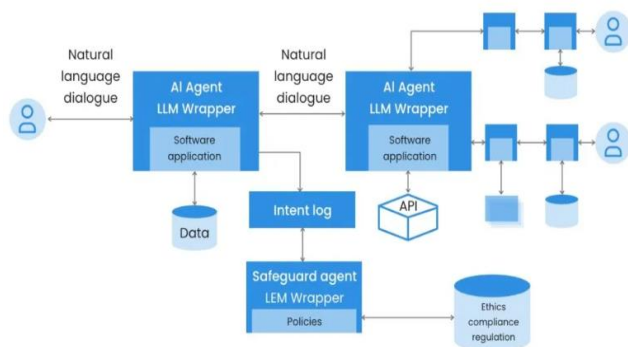 Natural
language
dialogue
AI Agent
LLM Wrapper
Software
application
Data
Natural
language
dialogue
AI Agent
LLM Wrapper
Software
application
API
Intent log
Safeguard agent
LEM Wrapper
Policies
Ethics
compliance
regulation